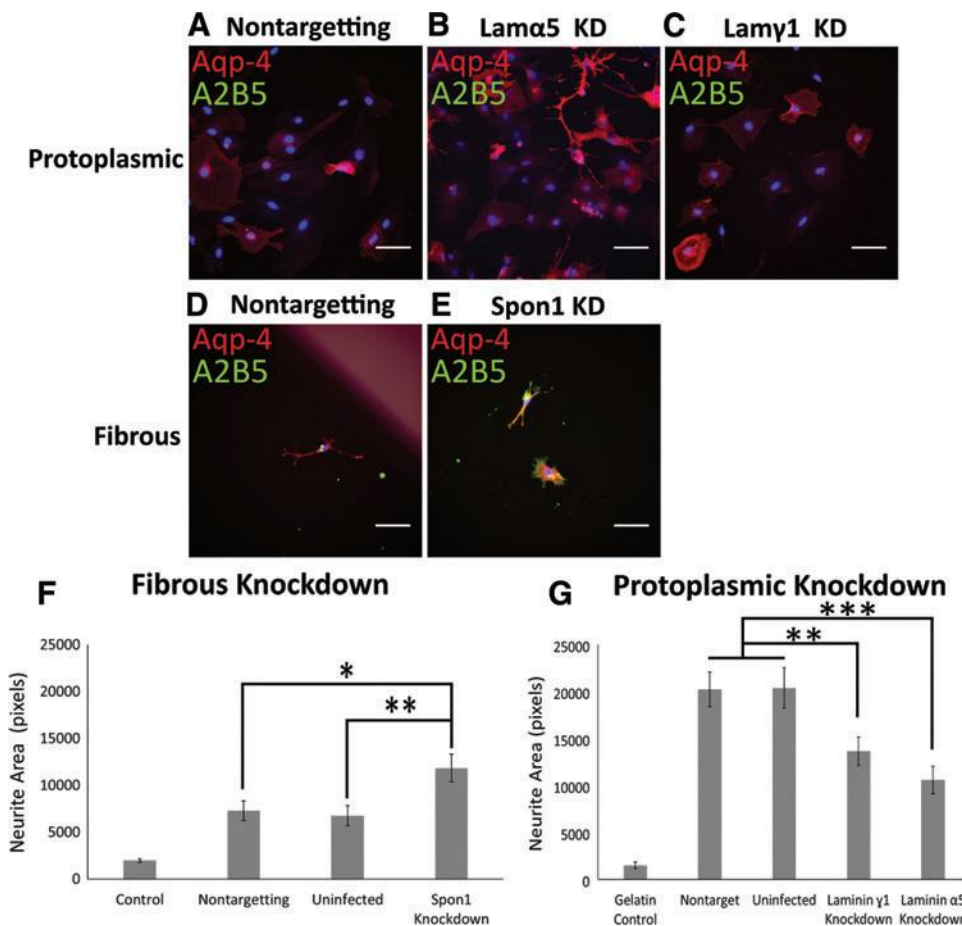 A Nontargetting
B Lamα5 KD
C Lamγ1 KD
Protoplasmic
Aqp-4
A2B5
Aqp-4
A2B5
Aqp-4
A2B5
D Nontargetting
E Spon1 KD
Fibrous
Aqp-4
A2B5
Aqp-4
A2B5
F Fibrous Knockdown
Neurite Area (pixels)
25000
20000
15000
10000
5000
0
*
**
Control
Nontargetting
Uninfected
Spon1
Knockdown
G Protoplasmic Knockdown
Neurite Area (pixels)
25000
20000
15000
10000
5000
0
***
**
Gelatin
Control
Nontarget
Uninfected
Laminin γ1
Knockdown
Laminin α5
Knockdown